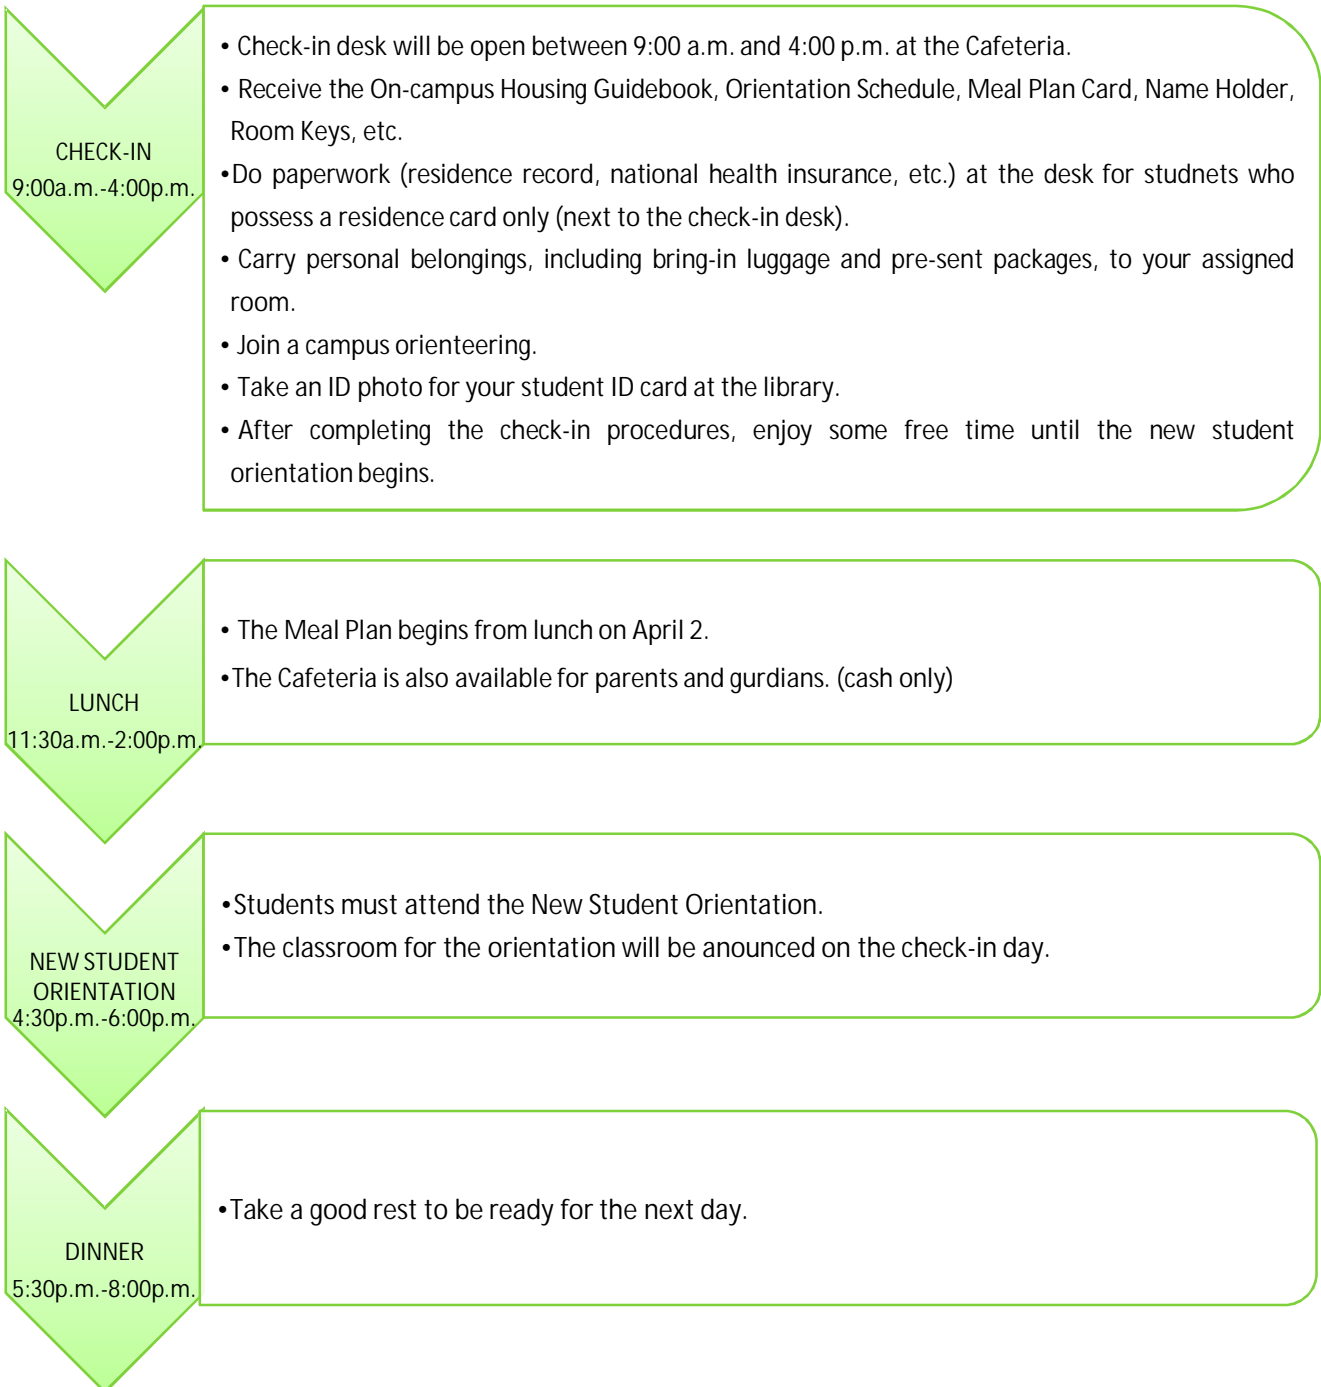 • Check-in desk will be open between 9:00 a.m. and 4:00 p.m. at the Cafeteria.
• Receive the On-campus Housing Guidebook, Orientation Schedule, Meal Plan Card, Name Holder,
Room Keys, etc.
•Do paperwork (residence record, national health insurance, etc.) at the desk for studnets who
possess a residence card only (next to the check-in desk).
• Carry personal belongings, including bring-in luggage and pre-sent packages, to your assigned
room.
• Join a campus orienteering.
• Take an ID photo for your student ID card at the library.
• After completing the check-in procedures, enjoy some free time until the new student
orientation begins.
CHECK-IN
9:00a.m.-4:00p.m.
• The Meal Plan begins from lunch on April 2.
•The Cafeteria is also available for parents and gurdians. (cash only)
LUNCH
11:30a.m.-2:00p.m.
•Students must attend the New Student Orientation.
•The classroom for the orientation will be anounced on the check-in day.
NEW STUDENT
ORIENTATION
4:30p.m.-6:00p.m.
•Take a good rest to be ready for the next day.
DINNER
5:30p.m.-8:00p.m.